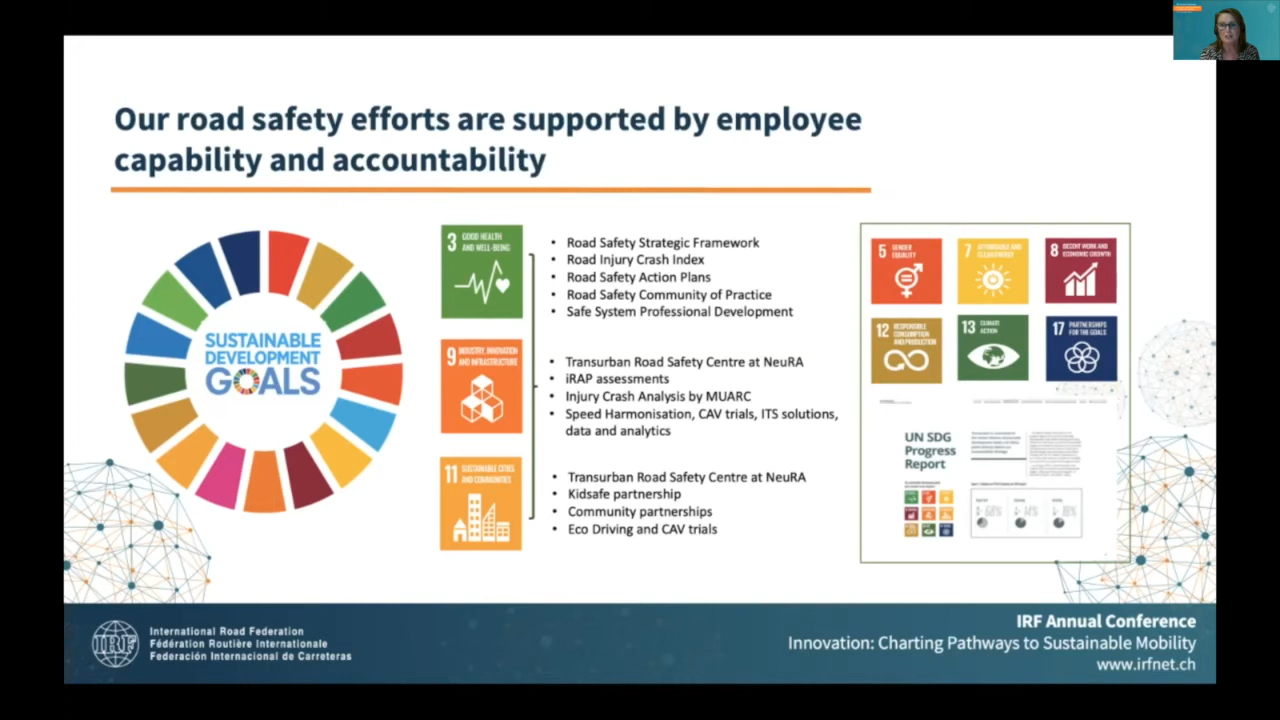 Our road safety efforts are supported by employee
capability and accountability
SUSTAINABLE
DEVELOPMENT
GOALS
3 GOOD HEALTH
AND WELL-BEING
• Road Safety Strategic Framework
• Road Injury Crash Index
• Road Safety Action Plans
• Road Safety Community of Practice
• Safe System Professional Development
9 INDUSTRY, INNOVATION
AND INFRASTRUCTURE
• Transurban Road Safety Centre at NeuRA
• iRAP assessments
• Injury Crash Analysis by MUARC
• Speed Harmonisation, CAV trials, ITS solutions,
data and analytics
11 SUSTAINABLE CITIES
AND COMMUNITIES
• Transurban Road Safety Centre at NeuRA
• Kidsafe partnership
• Community partnerships
• Eco Driving and CAV trials
5 GENDER
EQUALITY
7 AFFORDABLE AND
CLEAN ENERGY
8 DECENT WORK AND
ECONOMIC GROWTH
12 RESPONSIBLE
CONSUMPTION
AND PRODUCTION
13 CLIMATE
ACTION
17 PARTNERSHIPS
FOR THE GOALS
UN SDG
Progress
Report
IRF
International Road Federation
Fédération Routière Internationale
Federación Internacional de Carreteras
IRF Annual Conference
Innovation: Charting Pathways to Sustainable Mobility
www.irfnet.ch